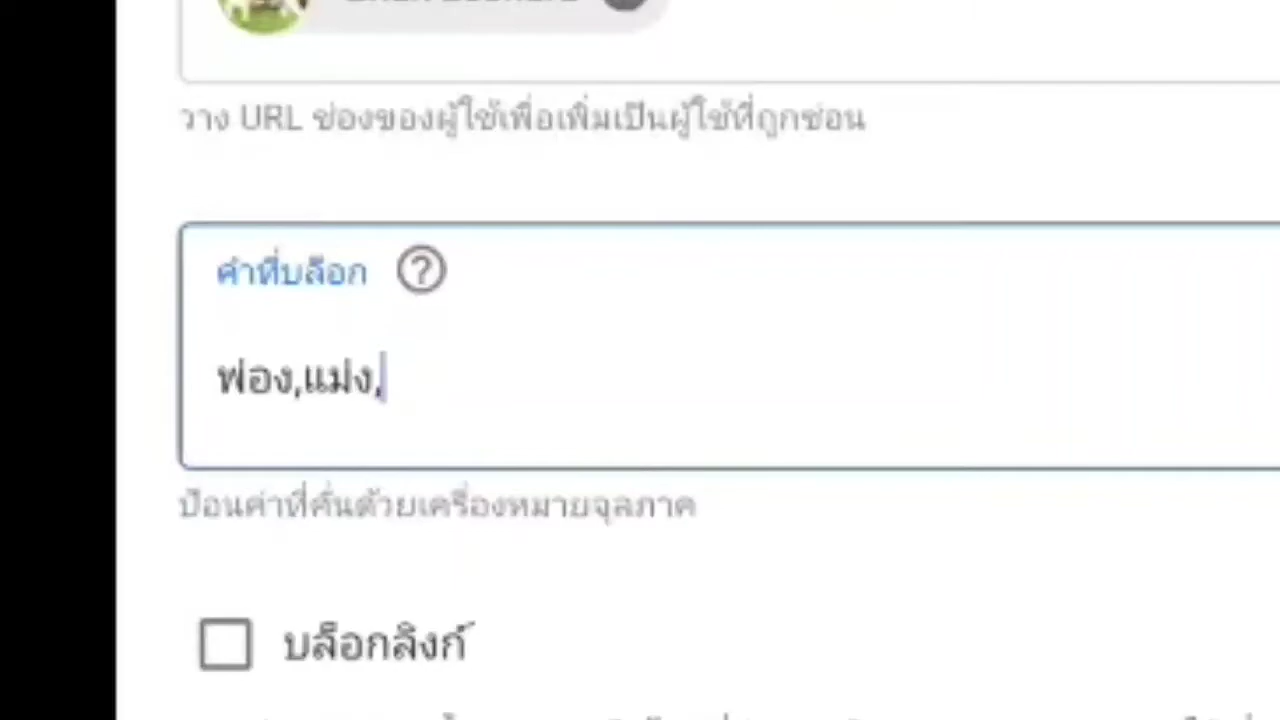 วาง URL ช่องของผู้ใช้เพื่อเพิ่มเป็นผู้ใช้ที่ถูกซ่อน
คำที่บล็อก
ฟอง,แม่ง,
ป้อนคำที่คั่นด้วยเครื่องหมายจุลภาค
บล็อกลิงก์